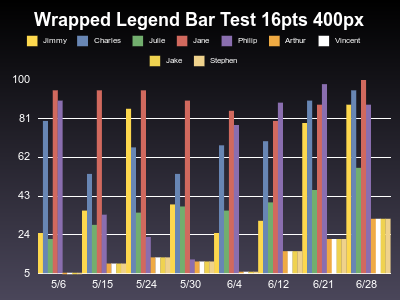 Wrapped Legend Bar Test 16pts 400px
Jimmy Charles Julie Jane Philip Arthur Vincent
Jake Stephen
100
81
62
43
24
5
5/6 5/15 5/24 5/30 6/4 6/12 6/21 6/28